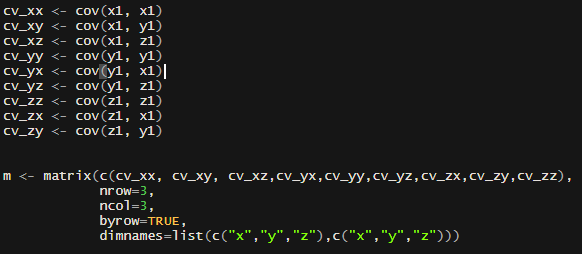 cv_xx <- cov(x1, x1)
cv_xy <- cov(x1, y1)
cv_xz <- cov(x1, z1)
cv_yy <- cov(y1, y1)
cv_yx <- cov(y1, x1)
cv_yz <- cov(y1, z1)
cv_zz <- cov(z1, z1)
cv_zx <- cov(z1, x1)
cv_zy <- cov(z1, y1)
m <- matrix(c(cv_xx, cv_xy, cv_xz,cv_yx,cv_yy,cv_yz,cv_zx,cv_zy,cv_zz),
nrow=3,
ncol=3,
byrow=TRUE,
dimnames=list(c("x","y","z"),c("x","y","z")))